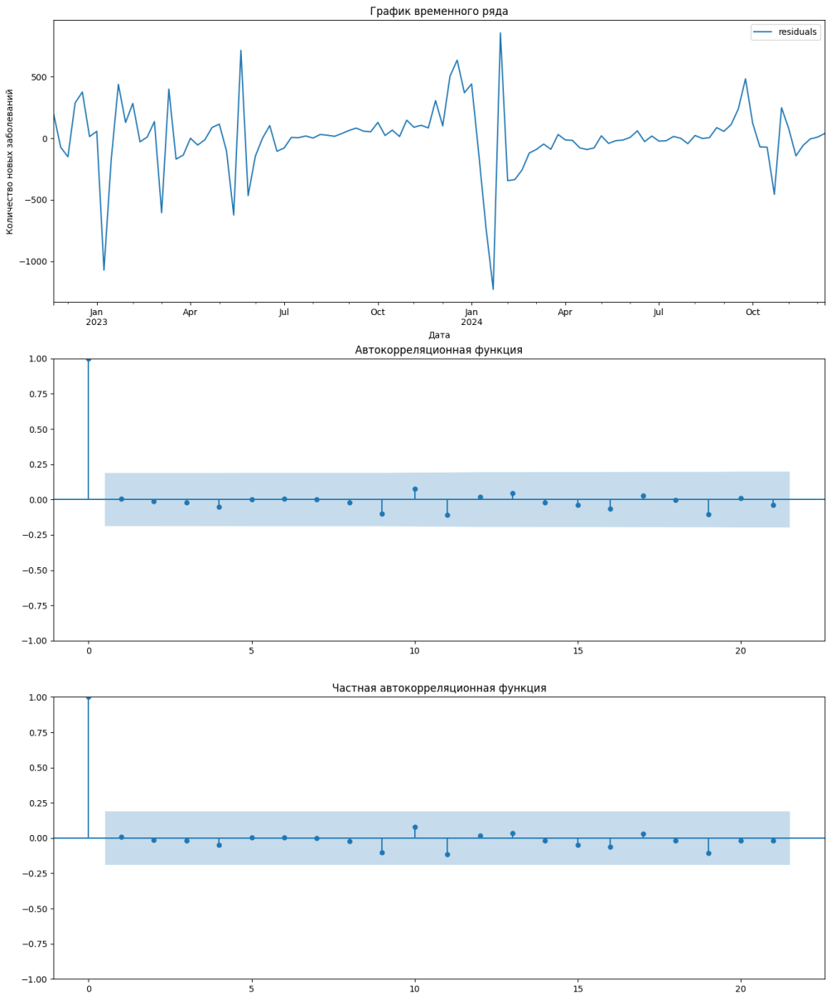 График временного ряда
residuals
Количество новых заболеваний
500
0
−500
−1000
Jan
2023
Apr
Jul
Oct
Jan
2024
Apr
Jul
Oct
Дата
Автокорреляционная функция
1.00
0.75
0.50
0.25
0.00
−0.25
−0.50
−0.75
−1.00
0
5
10
15
20
Частная автокорреляционная функция
1.00
0.75
0.50
0.25
0.00
−0.25
−0.50
−0.75
−1.00
0
5
10
15
20